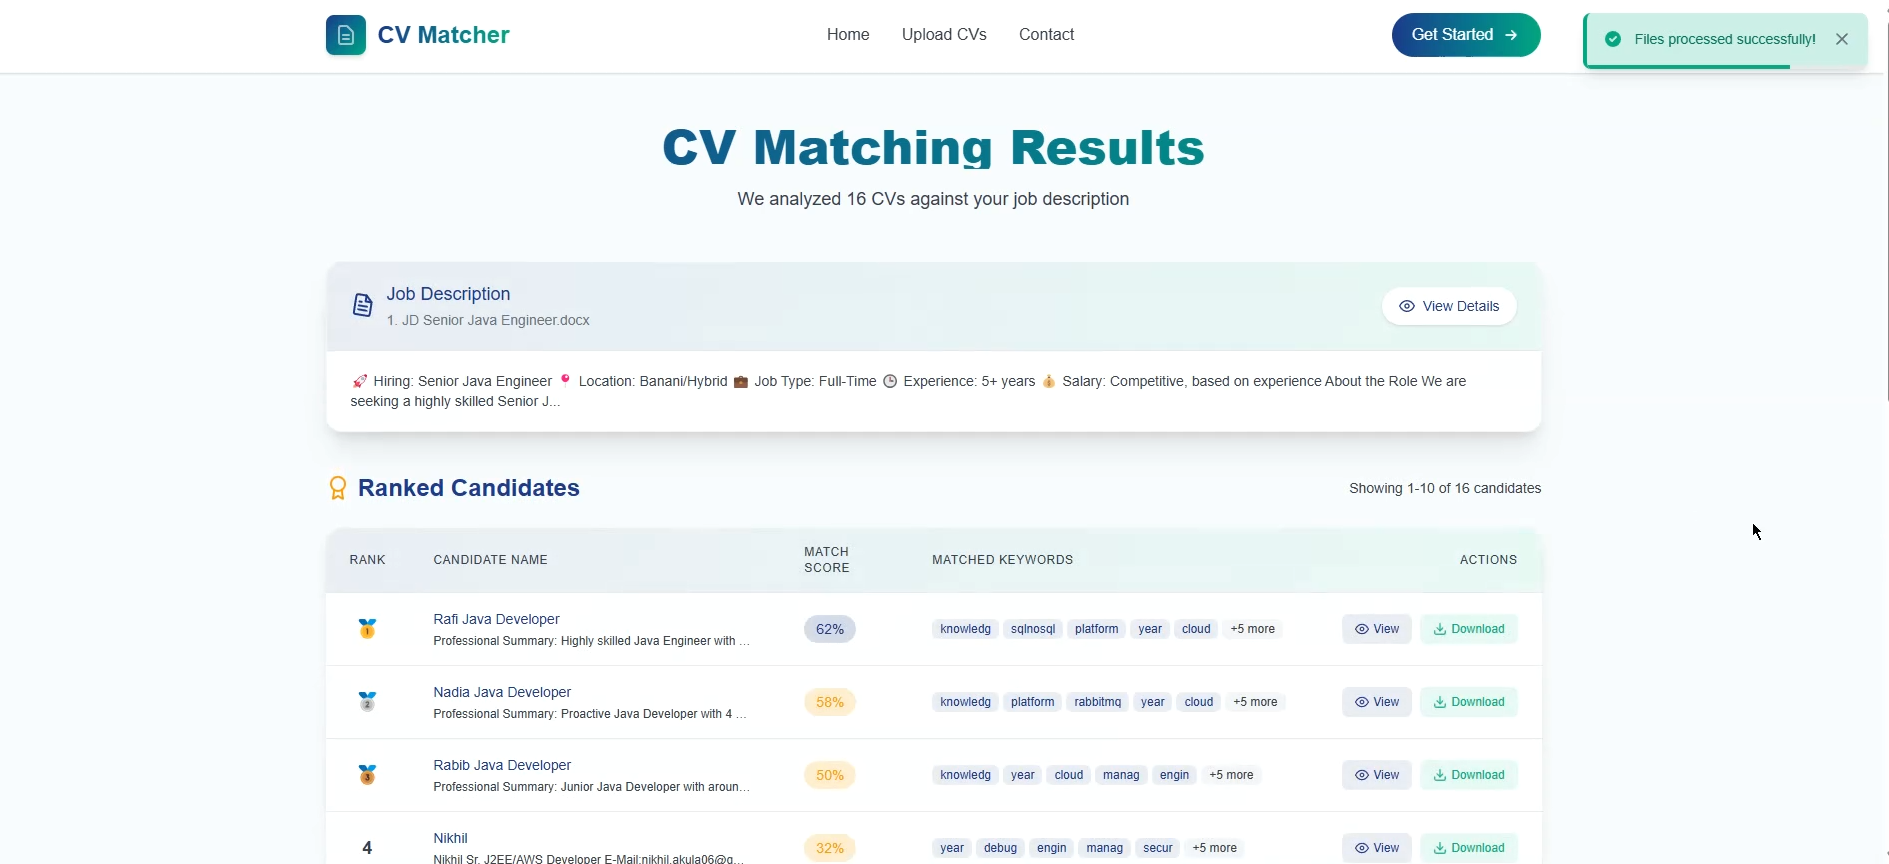 CV Matcher
Home
Upload CVs
Contact
Get Started →
Files processed successfully!
CV Matching Results
We analyzed 16 CVs against your job description
Job Description
1. JD Senior Java Engineer.docx
View Details
🚀 Hiring: Senior Java Engineer 📍 Location: Banani/Hybrid 💼 Job Type: Full-Time 🕒 Experience: 5+ years 💰 Salary: Competitive, based on experience About the Role We are
seeking a highly skilled Senior J...
Ranked Candidates
Showing 1-10 of 16 candidates
RANK
CANDIDATE NAME
MATCH
SCORE
MATCHED KEYWORDS
ACTIONS
🥇
Rafi Java Developer
Professional Summary: Highly skilled Java Engineer with ...
62%
knowledg sqlnosql platform year cloud +5 more
View
Download
🥈
Nadia Java Developer
Professional Summary: Proactive Java Developer with 4 ...
58%
knowledg platform rabbitmq year cloud +5 more
View
Download
🥉
Rabib Java Developer
Professional Summary: Junior Java Developer with aroun...
50%
knowledg year cloud manag engin +5 more
View
Download
4
Nikhil
Nikhil Sr. J2EE/AWS Developer E-Mail:nikhil.akula06@g...
32%
year debug engin manag secur +5 more
View
Download